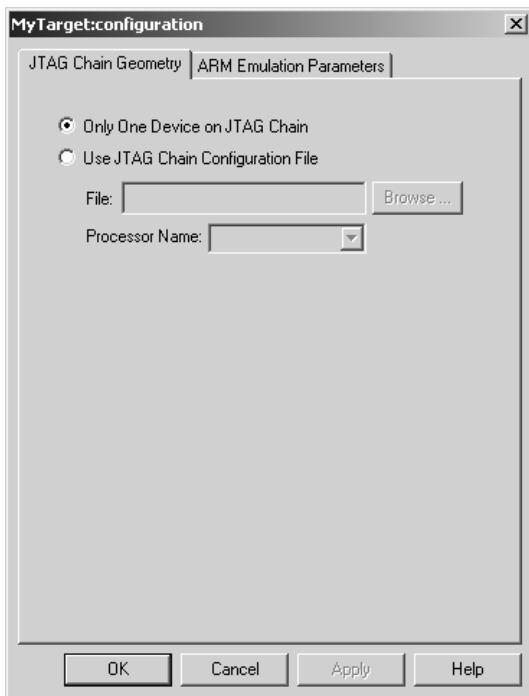 MyTarget:configuration
JTAG Chain Geometry ARM Emulation Parameters
Only One Device on JTAG Chain
Use JTAG Chain Configuration File
File: Browse ...
Processor Name:
OK Cancel Apply Help